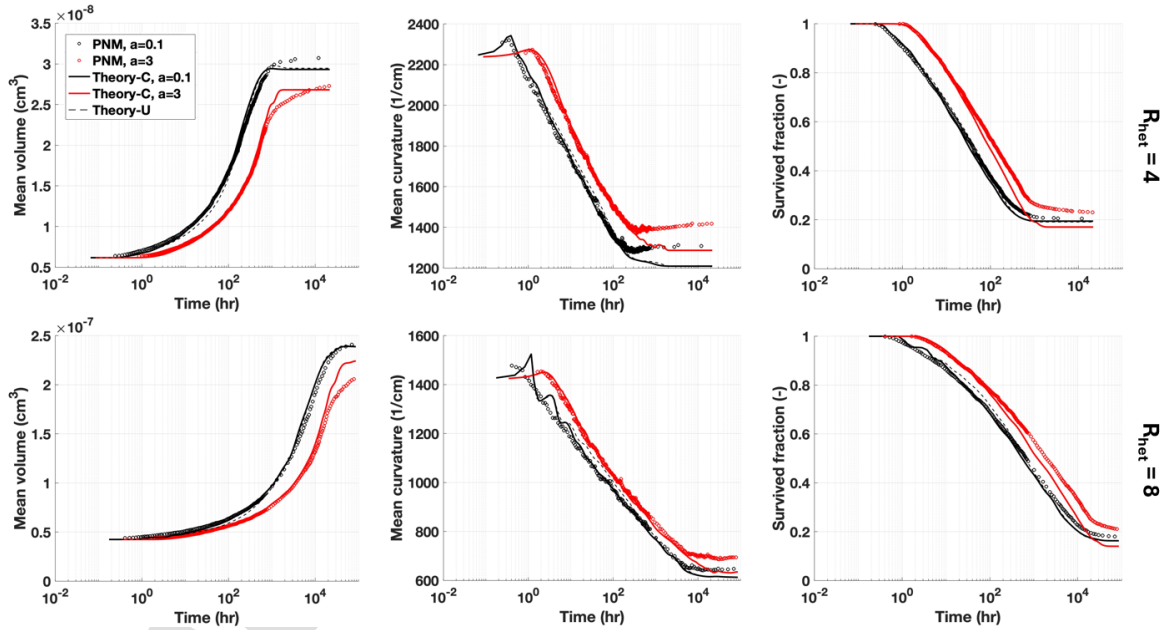 ×10⁻⁸
3.5
3
2.5
2
1.5
1
0.5
Mean volume (cm³)
PNM, a=0.1
PNM, a=3
Theory-C, a=0.1
Theory-C, a=3
Theory-U
10⁻² 10⁰ 10² 10⁴
Time (hr)
2400
2200
2000
1800
1600
1400
1200
Mean curvature (1/cm)
10⁻² 10⁰ 10² 10⁴
Time (hr)
1
0.8
0.6
0.4
0.2
0
Survived fraction (-)
10⁻² 10⁰ 10² 10⁴
Time (hr)
R_het = 4
×10⁻⁷
2.5
2
1.5
1
0.5
0
Mean volume (cm³)
10⁻² 10⁰ 10² 10⁴
Time (hr)
1600
1400
1200
1000
800
600
Mean curvature (1/cm)
10⁻² 10⁰ 10² 10⁴
Time (hr)
1
0.8
0.6
0.4
0.2
0
Survived fraction (-)
10⁻² 10⁰ 10² 10⁴
Time (hr)
R_het = 8